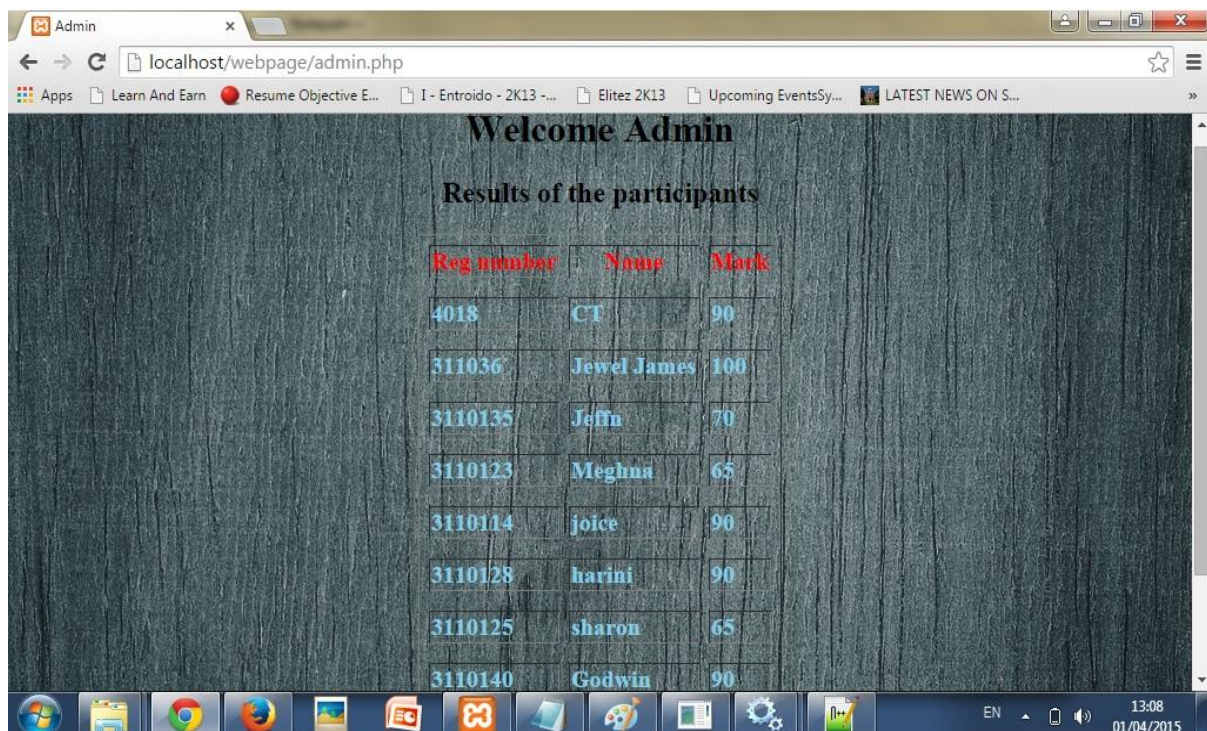 Admin
localhost/webpage/admin.php
Apps Learn And Earn Resume Objective E... I - Entroido - 2K13 -... Elitez 2K13 Upcoming EventsSy... LATEST NEWS ON S... »
Welcome Admin
Results of the participants
Reg number Name Mark
4018 CT 90
311036 Jewel James 100
3110135 Jeffn 70
3110123 Meghna 65
3110114 joice 90
3110128 harini 90
3110125 sharon 65
3110140 Godwin 90
EN 13:08
01/04/2015